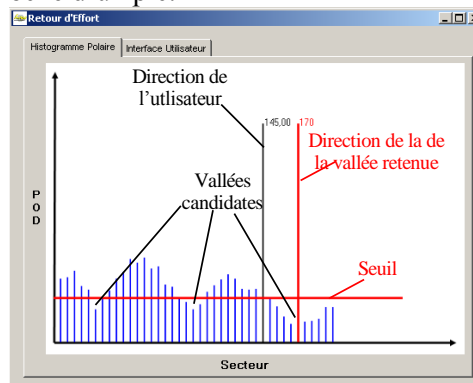 Retour d'Effort
Histogramme Polaire
Interface Utilisateur
Direction de
l'utlisateur
145,00
170
Direction de la de
la vallée retenue
Vallées
candidates
Seuil
P
O
D
Secteur